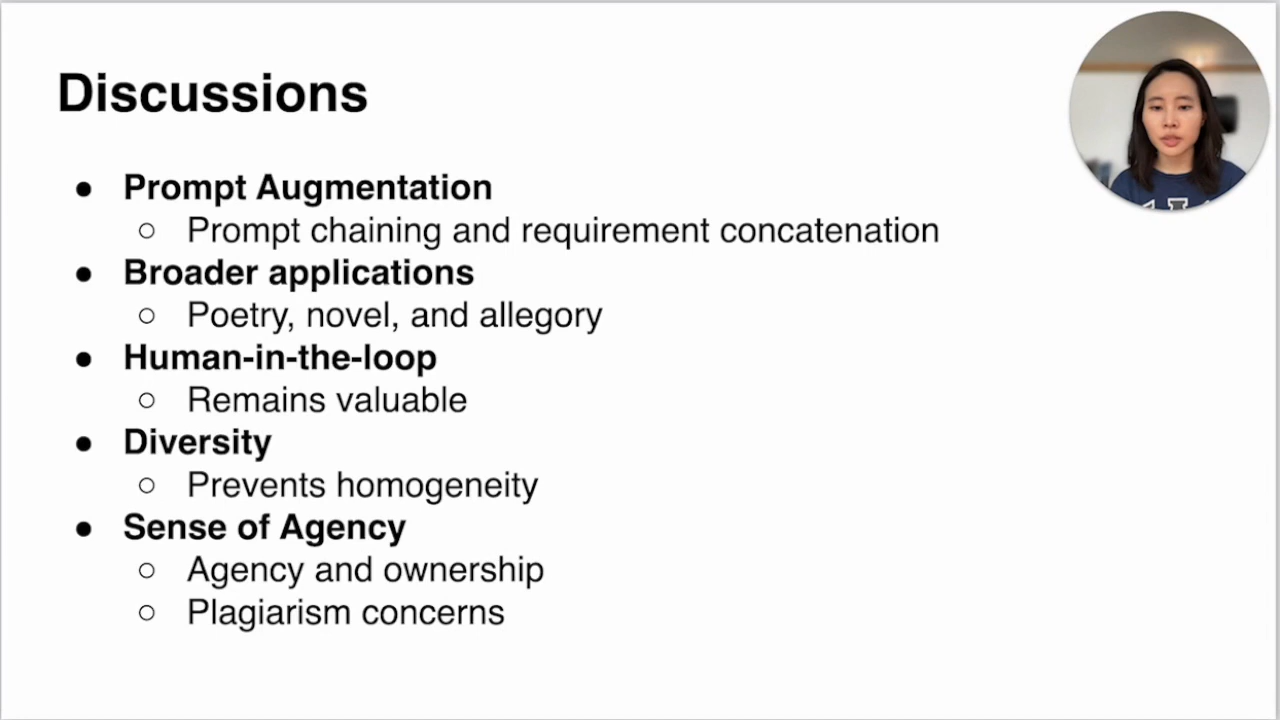 Discussions
● Prompt Augmentation
○ Prompt chaining and requirement concatenation
● Broader applications
○ Poetry, novel, and allegory
● Human-in-the-loop
○ Remains valuable
● Diversity
○ Prevents homogeneity
● Sense of Agency
○ Agency and ownership
○ Plagiarism concerns